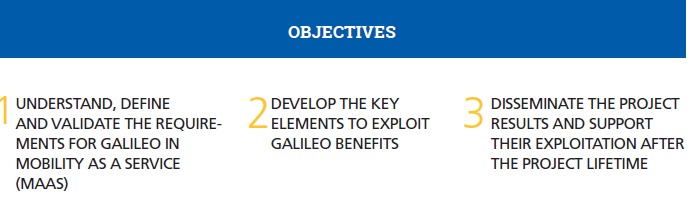 OBJECTIVES
1 UNDERSTAND, DEFINE
AND VALIDATE THE REQUIRE-
MENTS FOR GALILEO IN
MOBILITY AS A SERVICE
(MAAS)
2 DEVELOP THE KEY
ELEMENTS TO EXPLOIT
GALILEO BENEFITS
3 DISSEMINATE THE PROJECT
RESULTS AND SUPPORT
THEIR EXPLOITATION AFTER
THE PROJECT LIFETIME